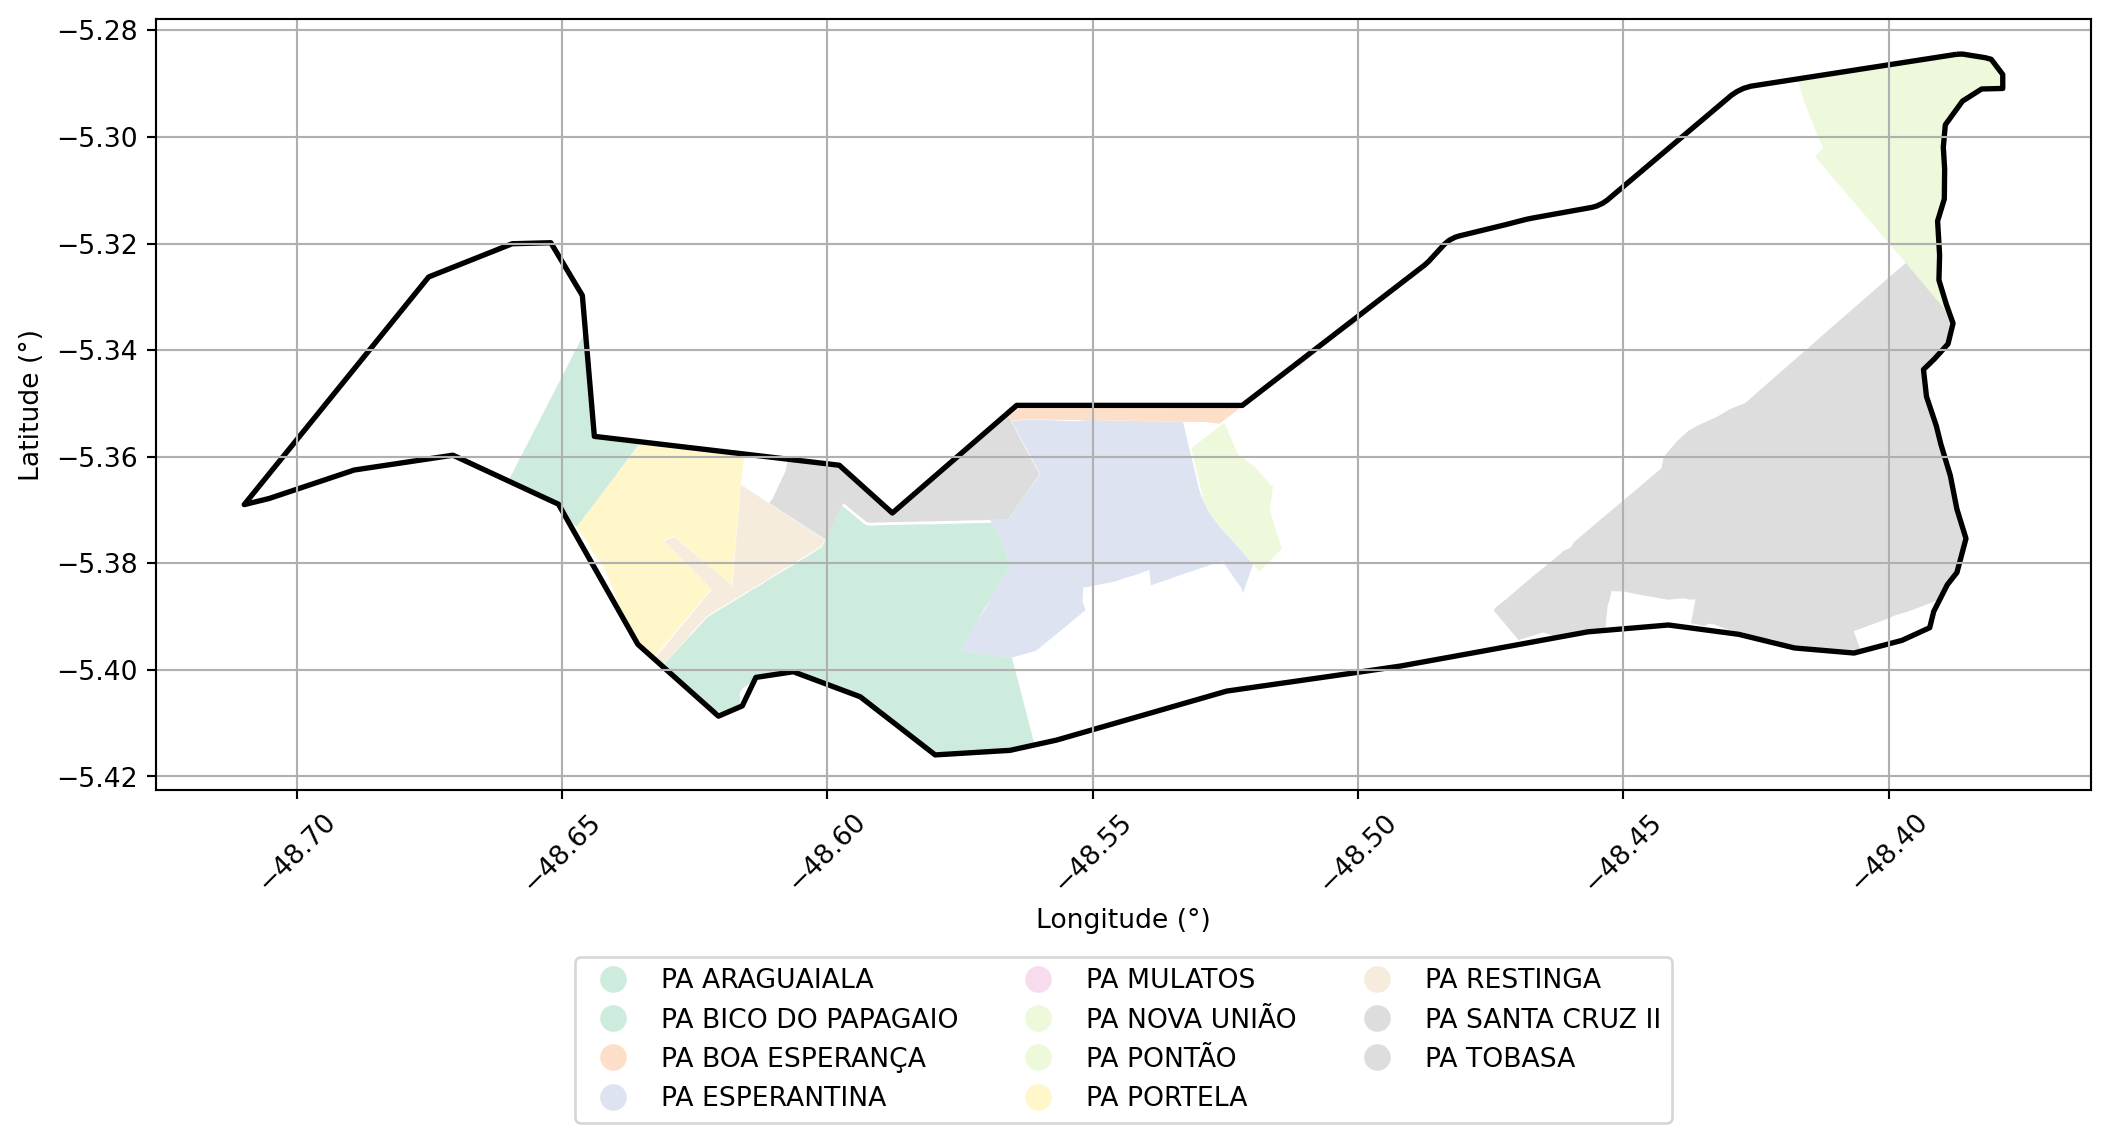 −5.28
−5.30
−5.32
−5.34
−5.36
−5.38
−5.40
−5.42
Latitude (°)
−48.70
−48.65
−48.60
−48.55
−48.50
−48.45
−48.40
Longitude (°)
PA ARAGUAIALA
PA BICO DO PAPAGAIO
PA BOA ESPERANÇA
PA ESPERANTINA
PA MULATOS
PA NOVA UNIÃO
PA PONTÃO
PA PORTELA
PA RESTINGA
PA SANTA CRUZ II
PA TOBASA